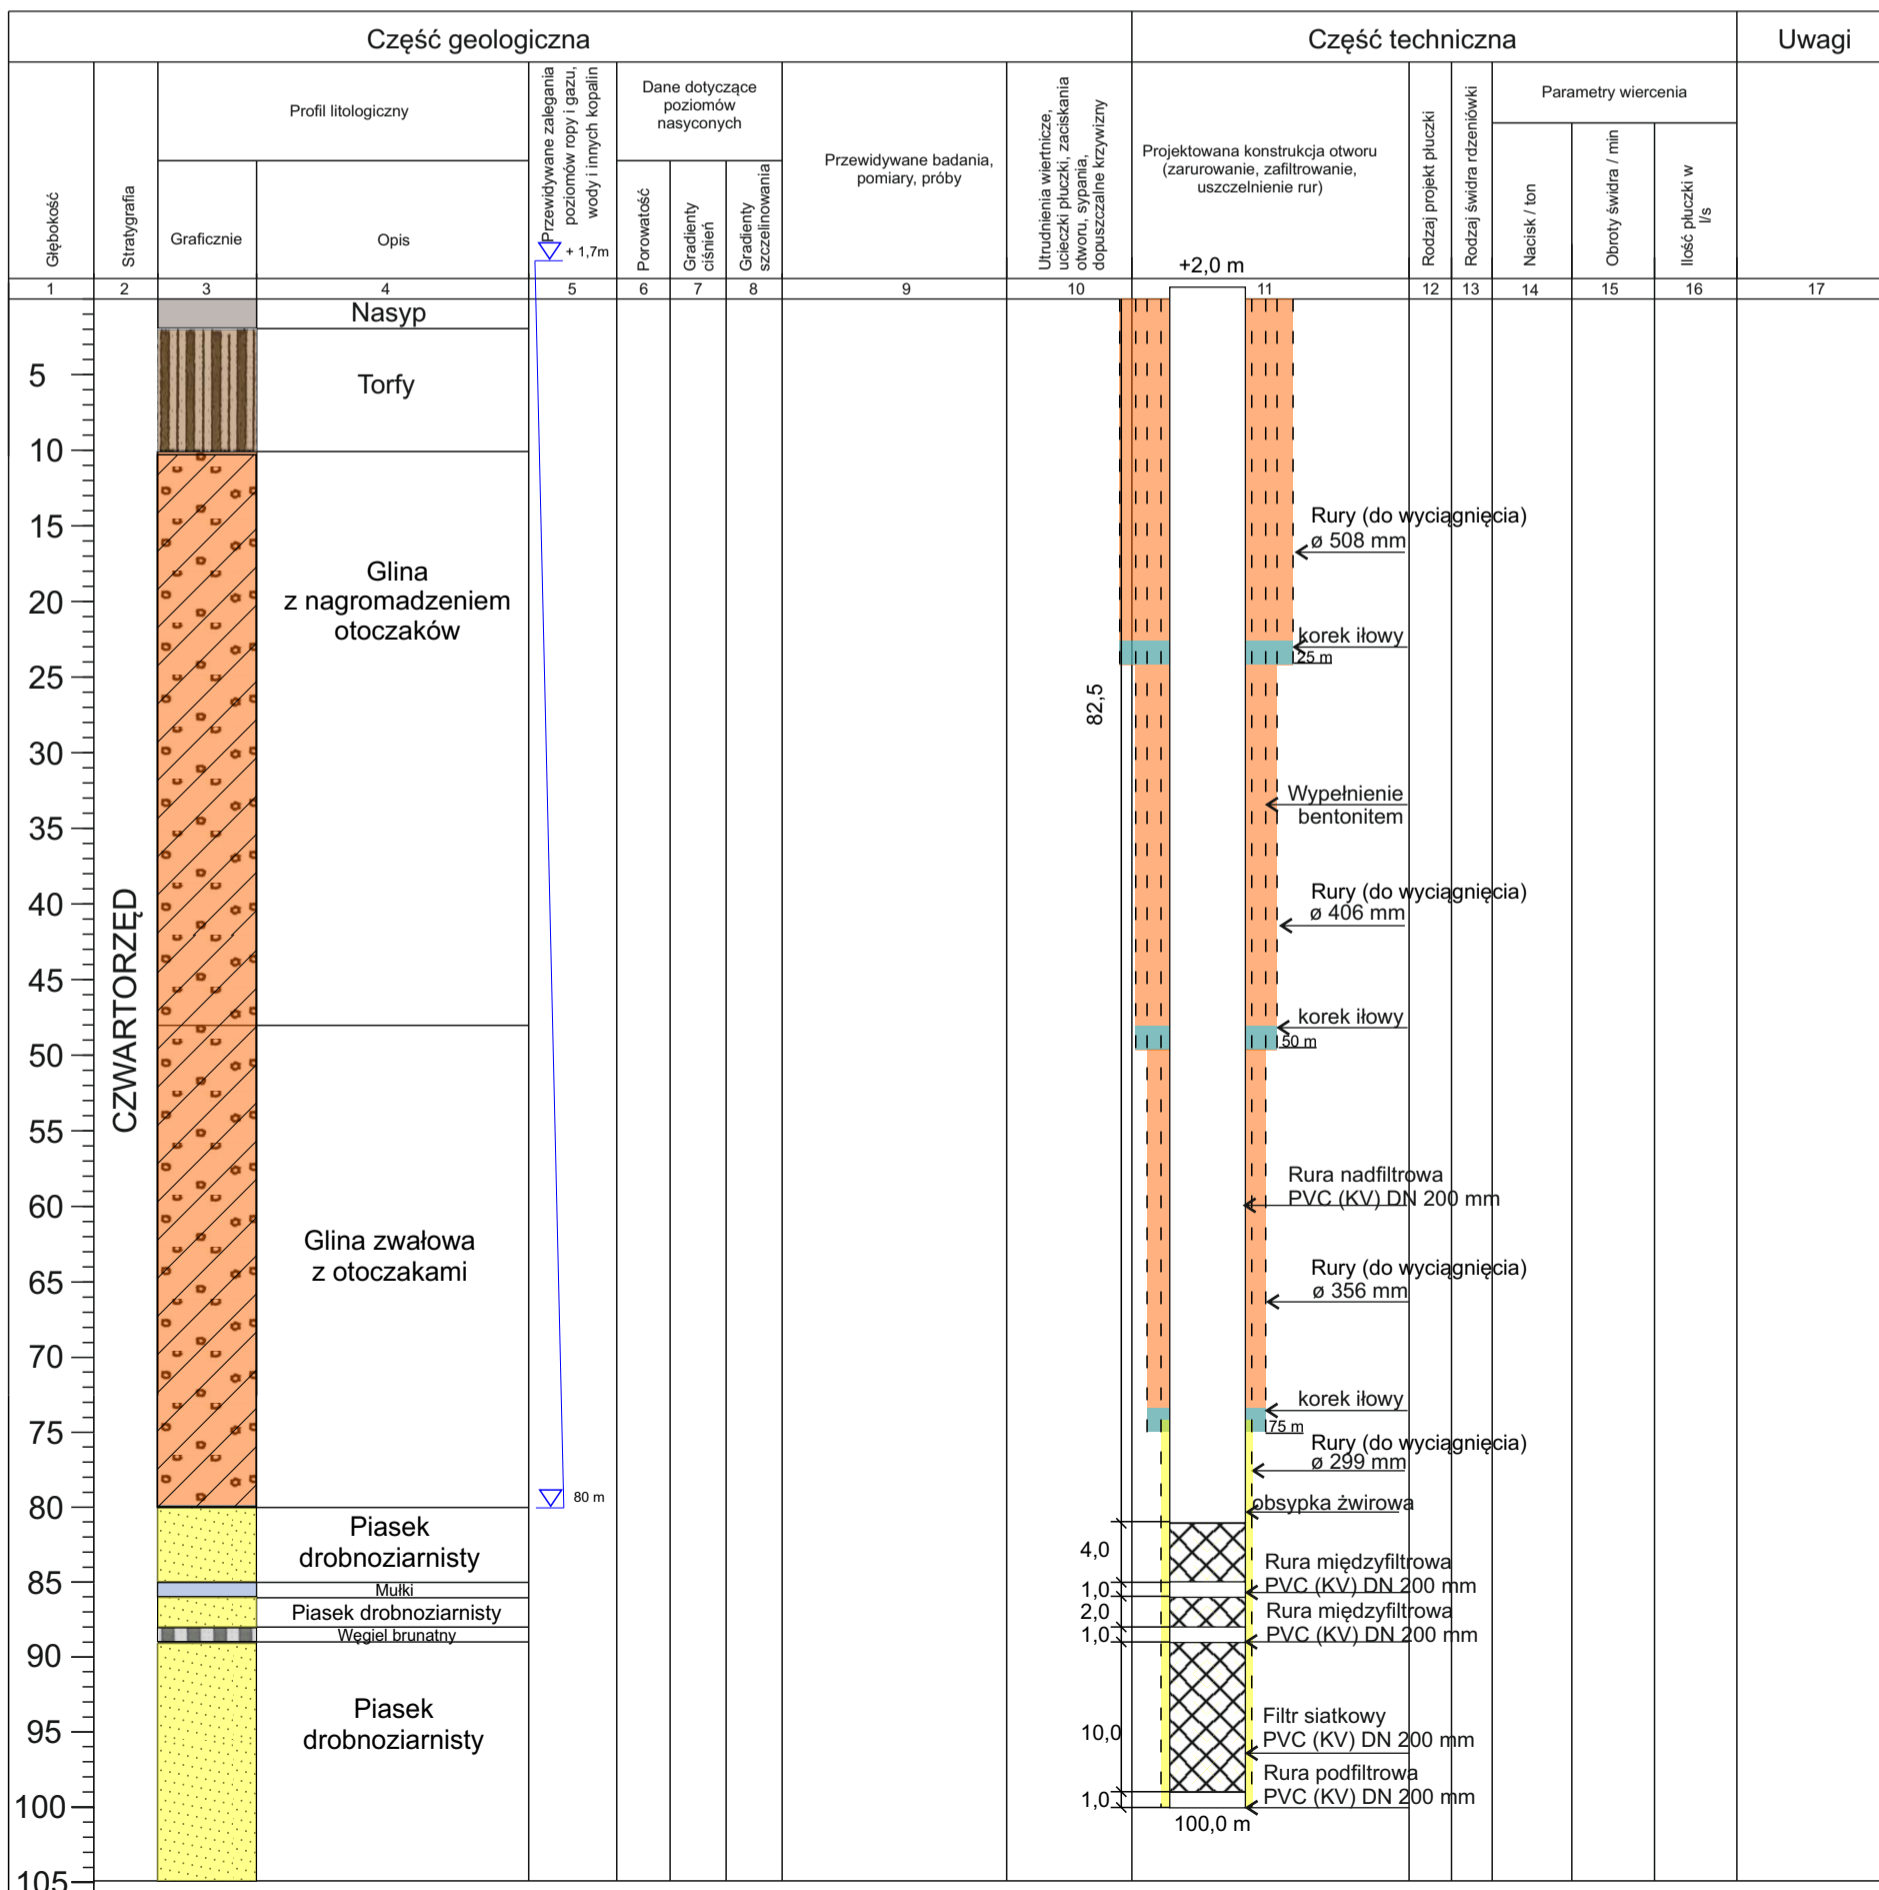 Część geologiczna
Część techniczna
Uwagi
Głębokość
Stratygrafia
Profil litologiczny
Graficznie
Opis
Przewidywane zalegania
poziomów ropy i gazu,
wody i innych kopalin
Dane dotyczące
poziomów
nasyconych
Porowatość
Gradienty
ciśnień
Gradienty
szczelinowania
Przewidywane badania,
pomiary, próby
Utrudnienia wiertnicze,
ucieczki płuczki, zaciskania
otworu, sypania,
dopuszczalne krzywizny
Projektowana konstrukcja otworu
(zarurowanie, zafiltrowanie,
uszczelnienie rur)
Rodzaj projekt płuczki
Rodzaj świdra rdzeniówki
Parametry wiercenia
Nacisk / ton
Obroty świdra / min
Ilość płuczki w
l/s
+ 1,7m
+2,0 m
1 2 3 4 5 6 7 8 9 10 11 12 13 14 15 16 17
5
10
15
20
25
30
35
40
45
50
55
60
65
70
75
80
85
90
95
100
105
CZWARTORZĘD
Nasyp
Torfy
Glina
z nagromadzeniem
otoczaków
Glina zwałowa
z otoczakami
Piasek
drobnoziarnisty
Mułki
Piasek drobnoziarnisty
Węgiel brunatny
Piasek
drobnoziarnisty
80 m
82,5
4,0
1,0
2,0
1,0
10,0
1,0
Rury (do wyciągnięcia)
ø 508 mm
korek iłowy
25 m
Wypełnienie
bentonitem
Rury (do wyciągnięcia)
ø 406 mm
korek iłowy
50 m
Rura nadfiltrowa
PVC (KV) DN 200 mm
Rury (do wyciągnięcia)
ø 356 mm
korek iłowy
75 m
Rury (do wyciągnięcia)
ø 299 mm
obsypka żwirowa
Rura międzyfiltrowa
PVC (KV) DN 200 mm
Rura międzyfiltrowa
PVC (KV) DN 200 mm
Filtr siatkowy
PVC (KV) DN 200 mm
Rura podfiltrowa
PVC (KV) DN 200 mm
100,0 m